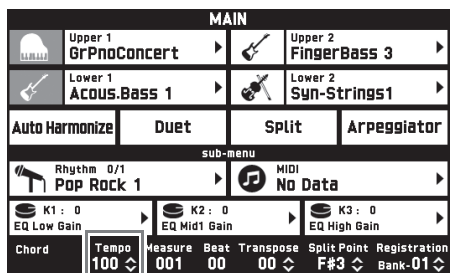 MAIN
Upper 1
GrPnoConcert
Upper 2
FingerBass 3
Lower 1
Acous.Bass 1
Lower 2
Syn-Strings1
Auto Harmonize Duet Split Arpeggiator
sub-menu
Rhythm 0/1
Pop Rock 1
MIDI
No Data
K1 : 0
EQ Low Gain
K2 : 0
EQ Mid1 Gain
K3 : 0
EQ High Gain
Chord Tempo Measure Beat Transpose Split Point Registration
100 001 00 00 F#3 Bank-01